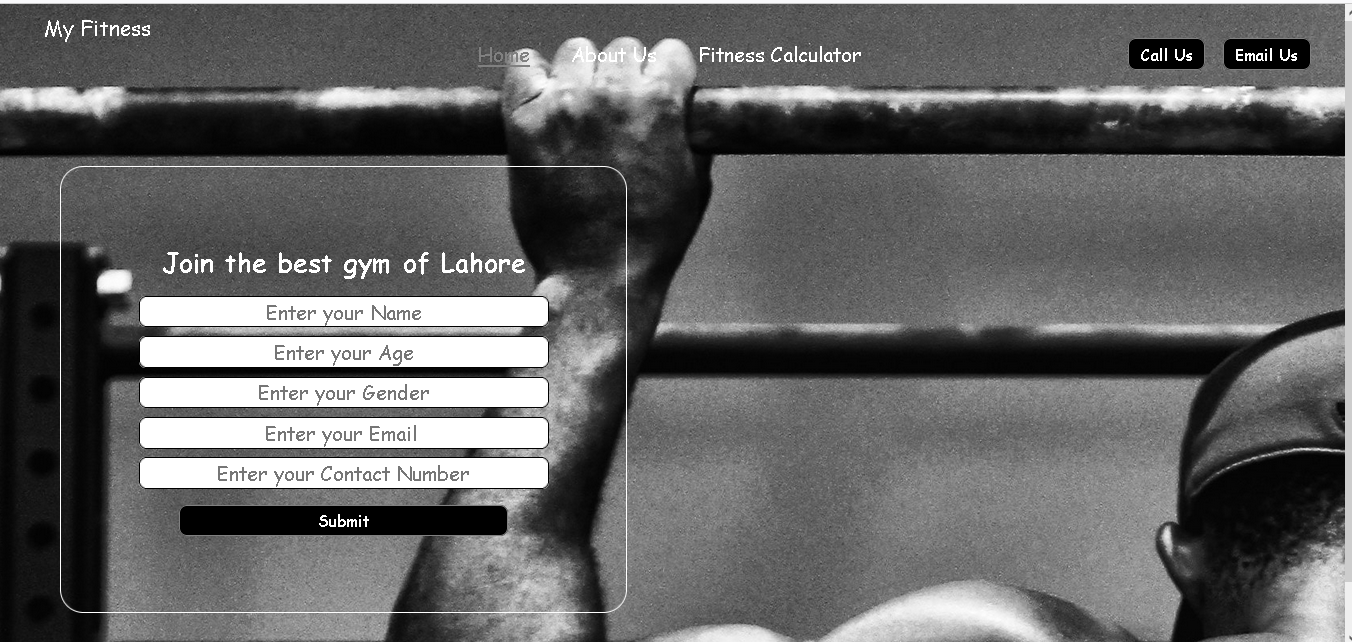 My Fitness
Home About Us Fitness Calculator Call Us Email Us
Join the best gym of Lahore
Enter your Name
Enter your Age
Enter your Gender
Enter your Email
Enter your Contact Number
Submit